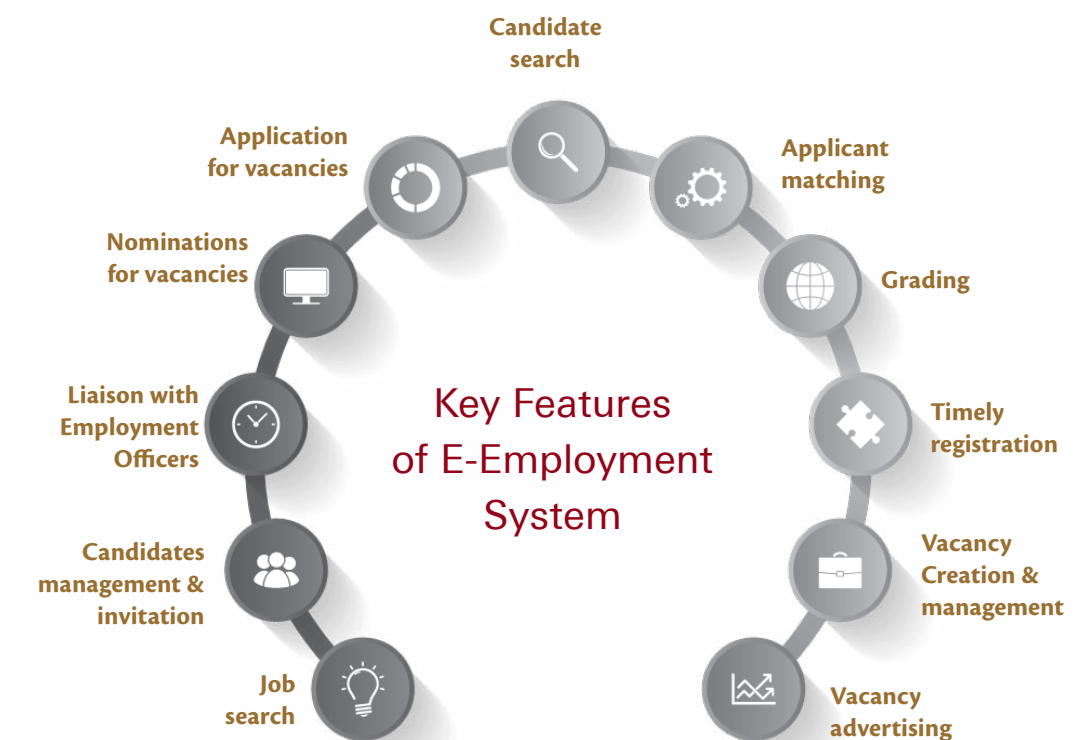 Candidate
search
Application
for vacancies
Applicant
matching
Nominations
for vacancies
Grading
Liaison with
Employment
Officers
Key Features
of E-Employment
System
Timely
registration
Candidates
management &
invitation
Vacancy
Creation &
management
Job
search
Vacancy
advertising